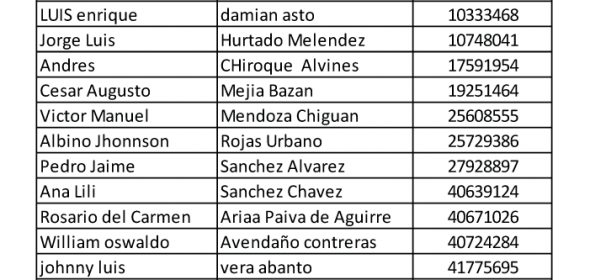 LUIS enrique damian asto 10333468
Jorge Luis Hurtado Melendez 10748041
Andres CHiroque Alvines 17591954
Cesar Augusto Mejia Bazan 19251464
Victor Manuel Mendoza Chiguan 25608555
Albino Jhonnson Rojas Urbano 25729386
Pedro Jaime Sanchez Alvarez 27928897
Ana Lili Sanchez Chavez 40639124
Rosario del Carmen Ariaa Paiva de Aguirre 40671026
William oswaldo Avendaño contreras 40724284
johnny luis vera abanto 41775695